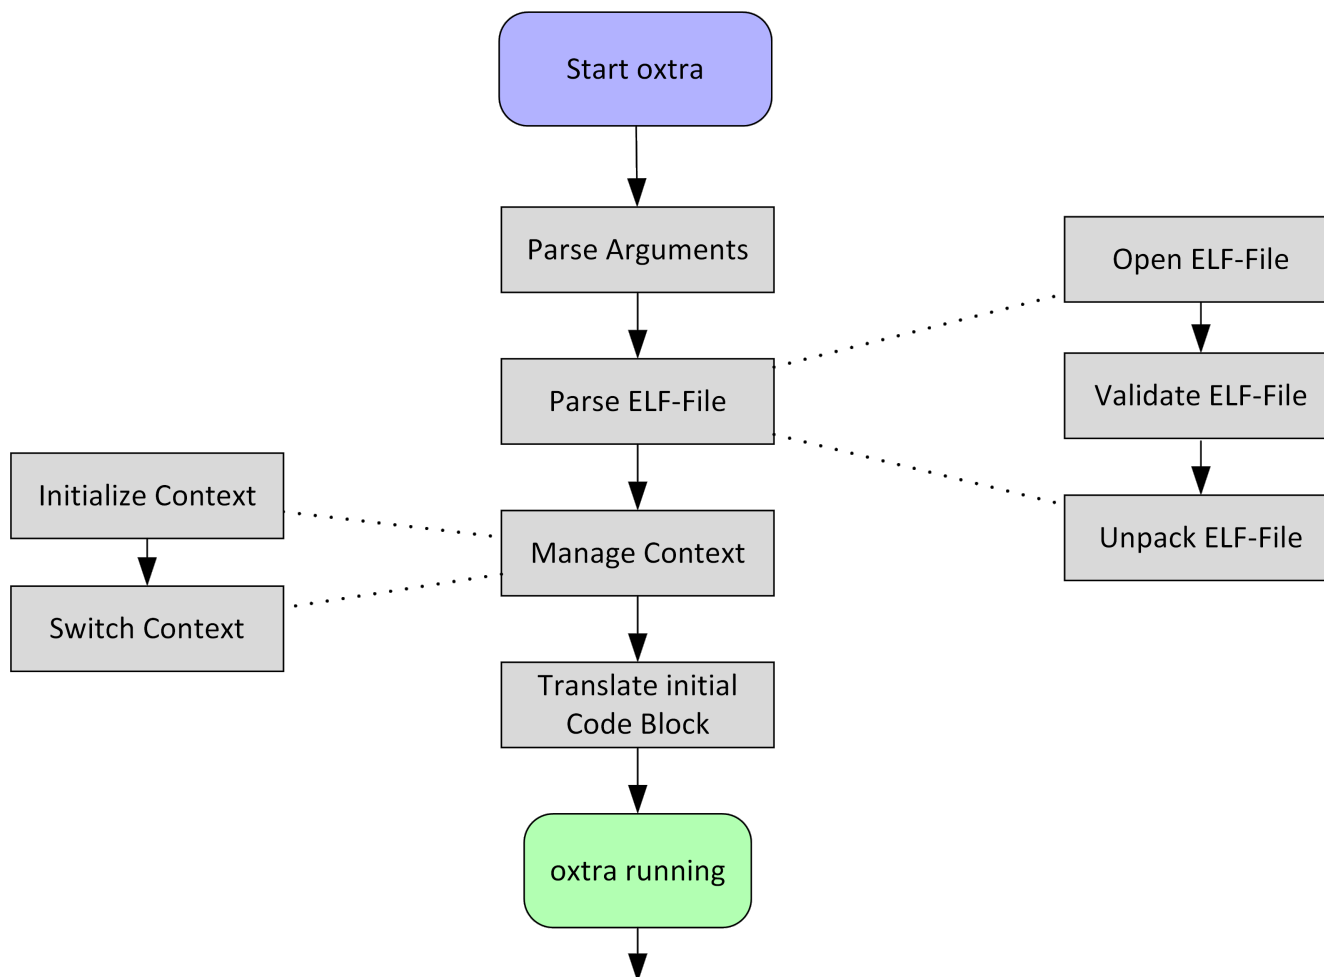 Start oxtra
Parse Arguments
Open ELF-File
Parse ELF-File
Validate ELF-File
Initialize Context
Manage Context
Unpack ELF-File
Switch Context
Translate initial
Code Block
oxtra running